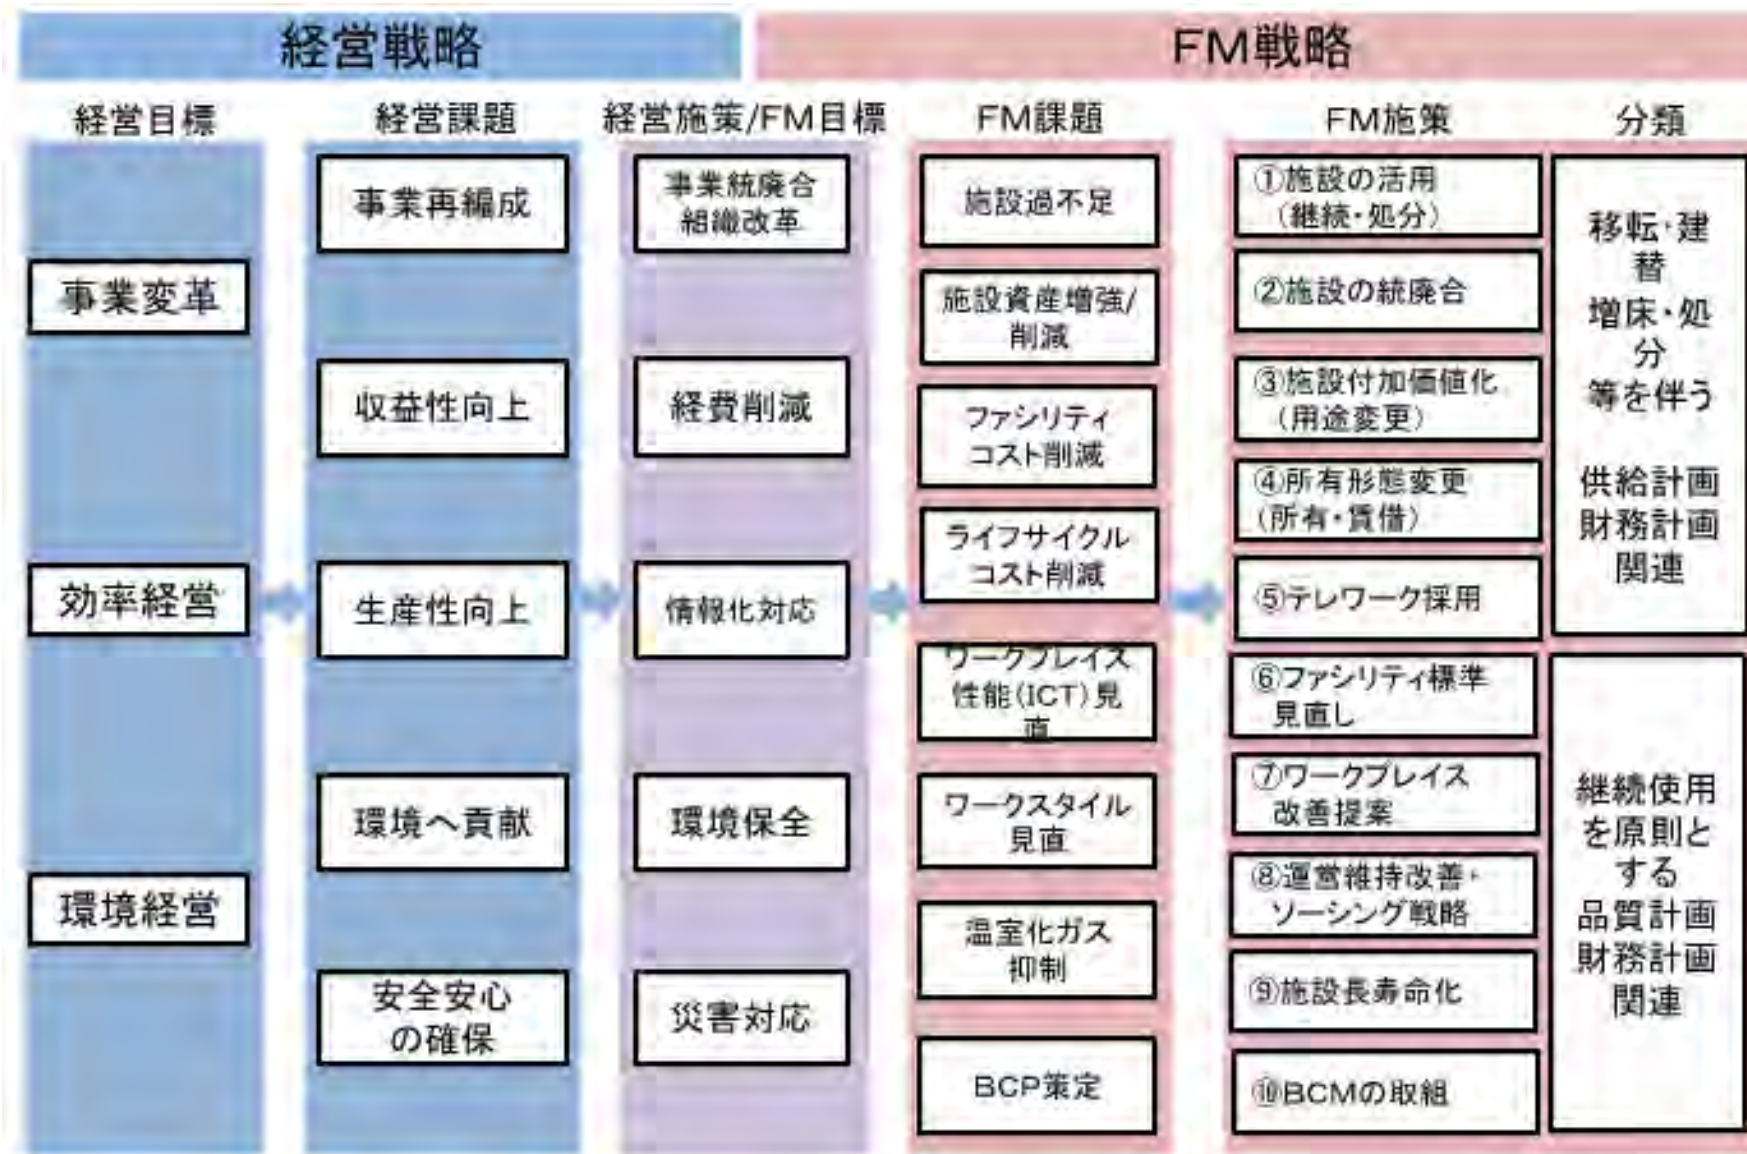 経営戦略
FM戦略
経営目標
経営課題
経営施策/FM目標
FM課題
FM施策
分類
事業変革
効率経営
環境経営
事業再編成
収益性向上
生産性向上
環境へ貢献
安全安心
の確保
事業統廃合
組織改革
経費削減
情報化対応
環境保全
災害対応
施設過不足
施設資産増強/
削減
ファシリティ
コスト削減
ライフサイクル
コスト削減
ワークプレイス
性能(ICT)見
直
ワークスタイル
見直
温室化ガス
抑制
BCP策定
①施設の活用
(継続・処分)
②施設の統廃合
③施設付加価値化
(用途変更)
④所有形態変更
(所有・賃借)
⑤テレワーク採用
⑥ファシリティ標準
見直し
⑦ワークプレイス
改善提案
⑧運営維持改善・
ソーシング戦略
⑨施設長寿命化
⑩BCMの取組
移転・建
替
増床・処
分
等を伴う
供給計画
財務計画
関連
継続使用
を原則と
する
品質計画
財務計画
関連